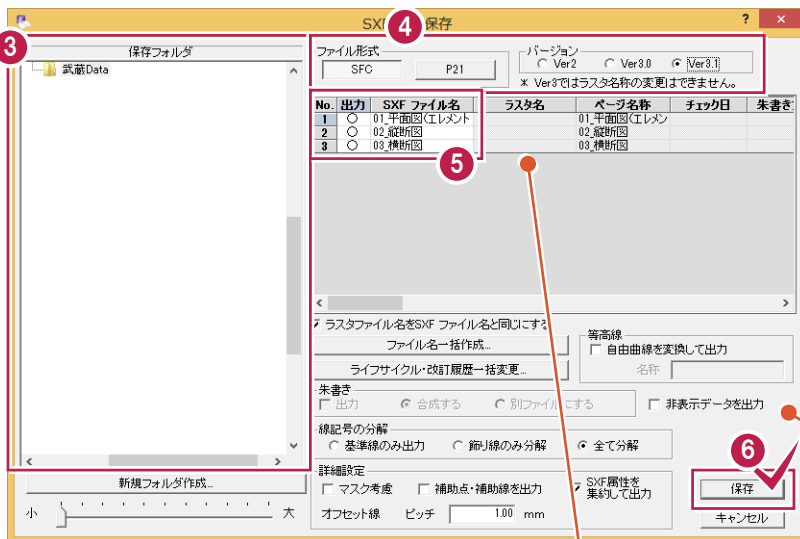 SXF 保存
? ×
3
4
保存フォルダ
武蔵Data
ファイル形式
SFC P21
バージョン
Ver2 Ver3.0 Ver3.1
* Ver3ではラスタ名称の変更はできません。
No. 出力 SXF ファイル名 ラスタ名 ページ名称 チェック日 朱書き
1 ○ 01_平面図(エレメント 01_平面図(エレメン
2 ○ 02_縦断図 02_縦断図
3 ○ 03_横断図 03_横断図
5
ラスタファイル名をSXF ファイル名と同じにする
ファイル名一括作成...
ライフサイクル・改訂履歴一括変更...
等高線
自由曲線を変換して出力
名称
朱書き
出力 合成する 別ファイルにする
非表示データを出力
線記号の分解
基準線のみ出力 飾り線のみ分解 全て分解
詳細設定
マスク考慮 補助点・補助線を出力 SXF属性を
集約して出力
オフセット線 ピッチ 1.00 mm
新規フォルダ作成...
小 大
6
保存
キャンセル